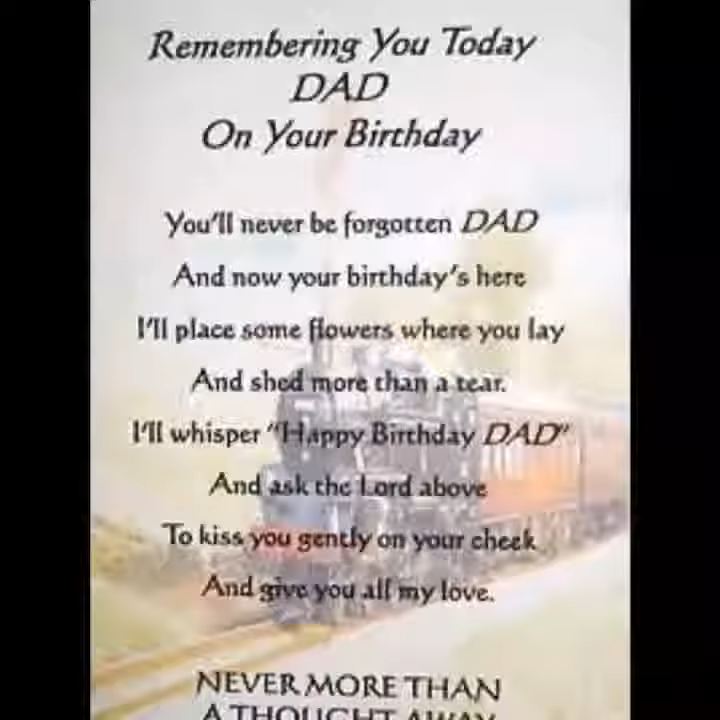 Remembering You Today
DAD
On Your Birthday
You'll never be forgotten DAD
And now your birthday's here
I'll place some flowers where you lay
And shed more than a tear.
I'll whisper "Happy Birthday DAD"
And ask the Lord above
To kiss you gently on your cheek
And give you all my love.
NEVER MORE THAN
A THOUGHT AWAY